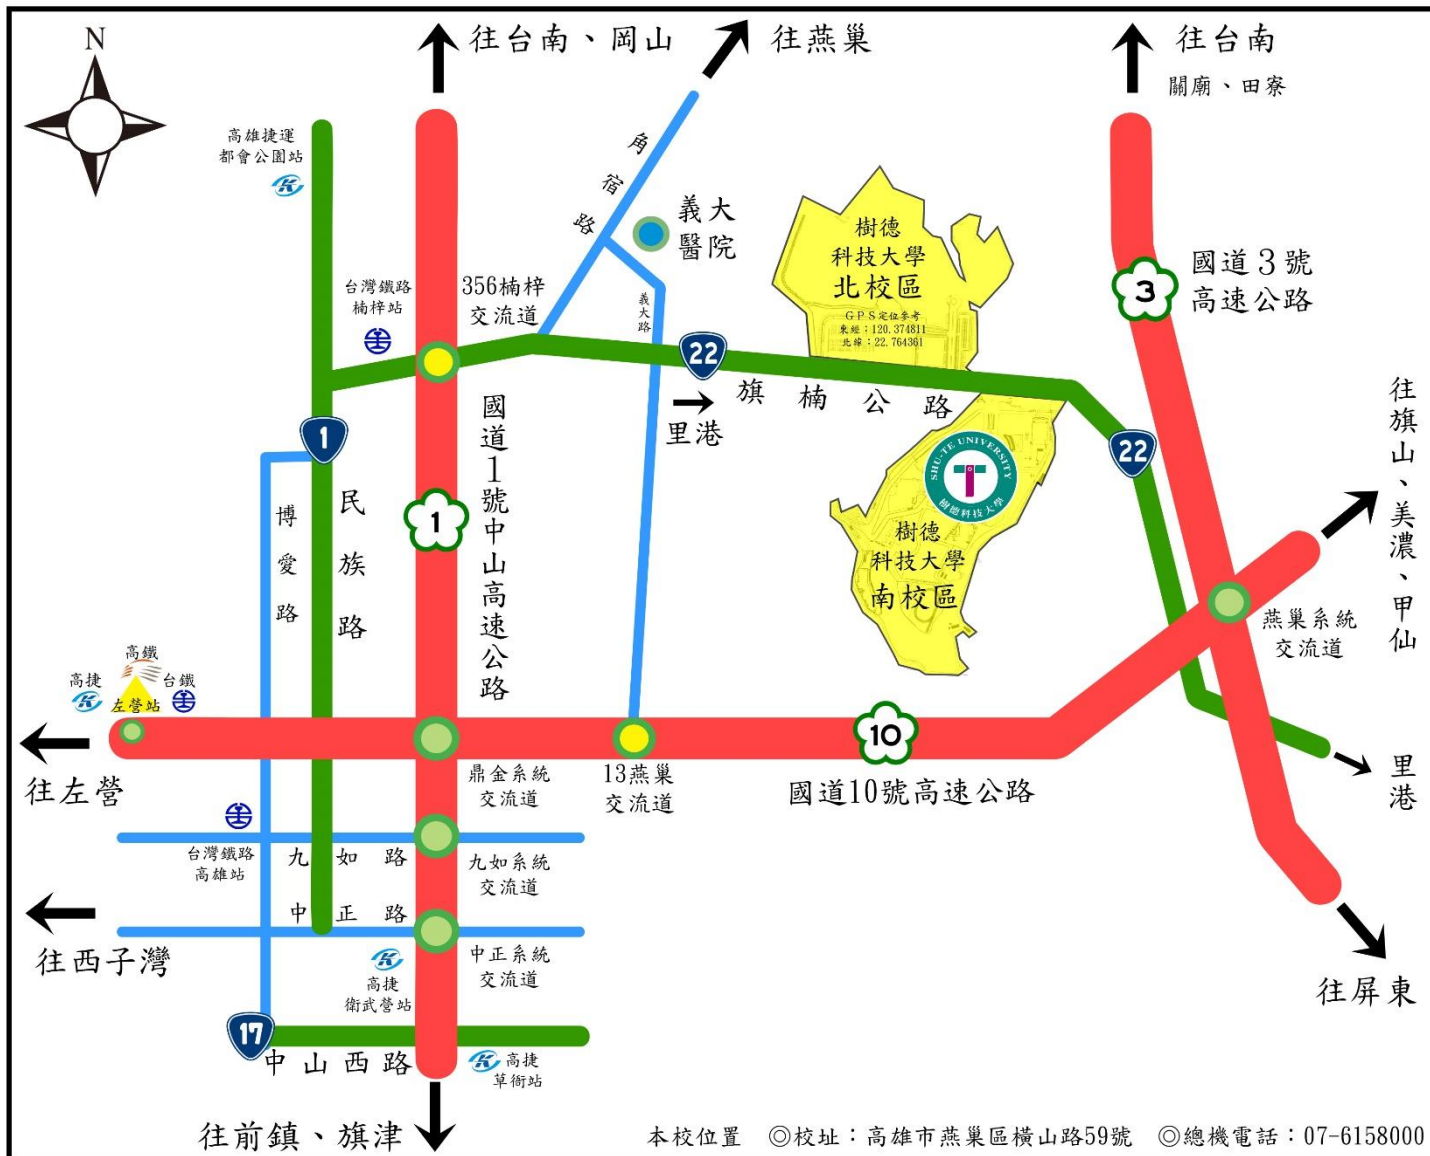 N
往台南、岡山
往燕巢
往台南
關廟、田寮
高雄捷運
都會公園站
角宿路
義大
醫院
樹德
科技大學
北校區
GPS定位參考
東經：120.374811
北緯：22.764361
國道3號
高速公路
3
台灣鐵路
楠梓站
356楠梓
交流道
義大路
22
旗楠公路
里港
1
國道1號中山高速公路
1
民族路
博愛路
SHU-TE UNIVERSITY
樹德科技大學
樹德
科技大學
南校區
22
往旗山、美濃、甲仙
燕巢系統
交流道
高鐵
高捷
台鐵
左營站
往左營
鼎金系統
交流道
13燕巢
交流道
10
國道10號高速公路
里港
台灣鐵路
高雄站
九如路
九如系統
交流道
中正路
往西子灣
中正系統
交流道
高捷
衛武營站
往屏東
17
中山西路
高捷
草衙站
往前鎮、旗津
本校位置 ◎校址：高雄市燕巢區橫山路59號 ◎總機電話：07-6158000